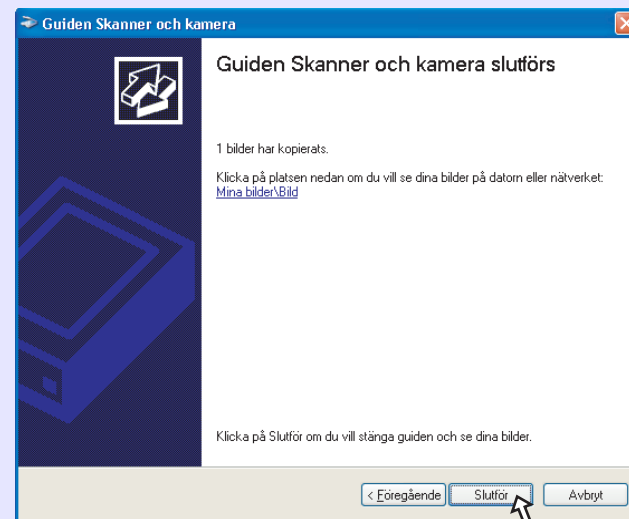 Guiden Skanner och kamera
Guiden Skanner och kamera slutförs
1 bilder har kopierats.
Klicka på platsen nedan om du vill se dina bilder på datorn eller nätverket:
Mina bilder\Bild
Klicka på Slutför om du vill stänga guiden och se dina bilder.
< Föregående Slutför Avbryt